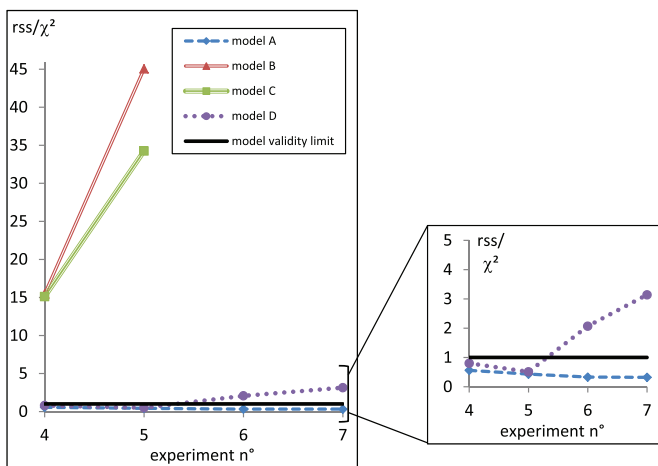 rss/χ²
model A
model B
model C
model D
model validity limit
45
40
35
30
25
20
15
10
5
0
4 5 6 7
experiment n°
rss/
χ²
5
4
3
2
1
0
4 5 6 7
experiment n°